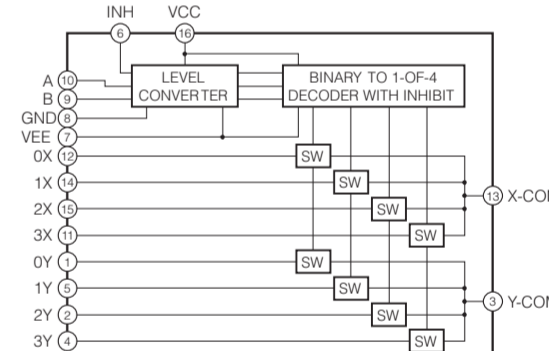 INH VCC
6 16
A 10 LEVEL CONVERTER BINARY TO 1-OF-4 DECODER WITH INHIBIT
B 9
GND 8
VEE 7
0X 12 SW
1X 14 SW
13 X-COM
2X 15 SW
3X 11 SW
0Y 1 SW
1Y 5 SW
3 Y-COM
2Y 2 SW
3Y 4 SW